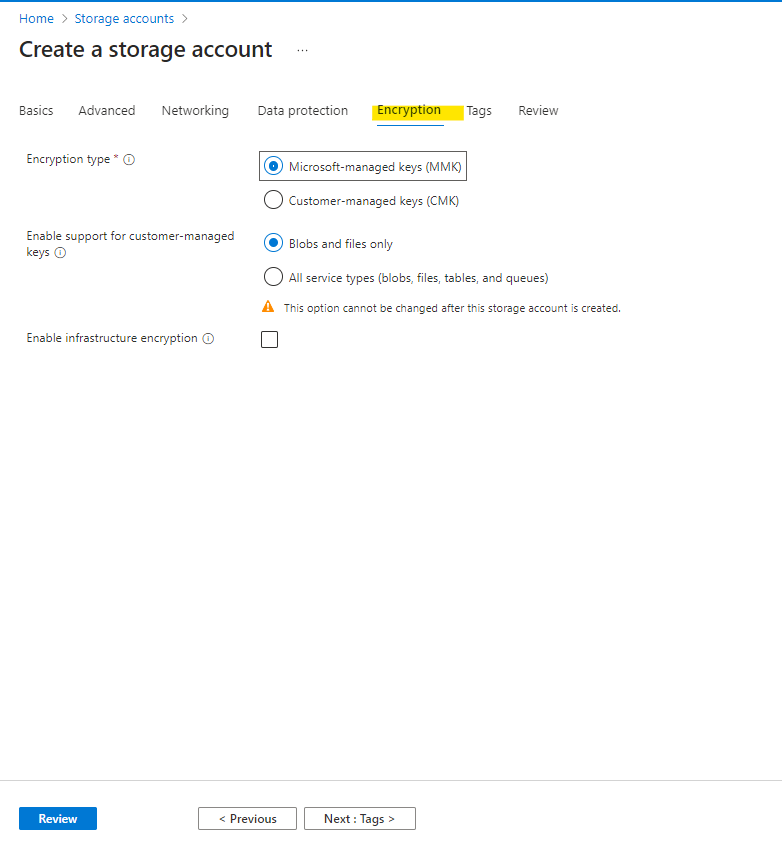 Home > Storage accounts >
Create a storage account ...
Basics Advanced Networking Data protection Encryption Tags Review
Encryption type * Microsoft-managed keys (MMK)
Customer-managed keys (CMK)
Enable support for customer-managed
keys Blobs and files only
All service types (blobs, files, tables, and queues)
This option cannot be changed after this storage account is created.
Enable infrastructure encryption
Review < Previous Next : Tags >